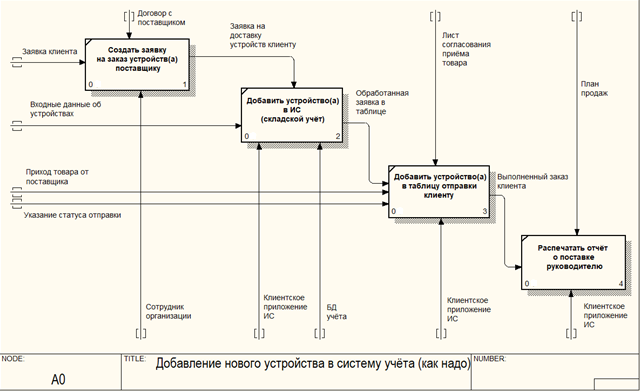 Договор с
поставщиком
Заявка на
доставку
устройств клиенту
Лист
согласования
приёма
товара
План
продаж
Заявка клиента
Создать заявку
на заказ устройств(а)
поставщику
0 1
Обработанная
заявка в
таблице
Входные данные об
устройствах
Добавить устройство(а)
в ИС
(складской учёт)
0 2
Приход товара от
поставщика
Указание статуса отправки
Добавить устройство(а)
в таблицу отправки
клиенту
0 3
Выполненный заказ
клиента
Распечатать отчёт
о поставке
руководителю
0 4
Сотрудник
организации
Клиентское
приложение
ИС
БД
учёта
Клиентское
приложение
ИС
Клиентское
приложение
ИС
NODE:
A0
TITLE:
Добавление нового устройства в систему учёта (как надо)
NUMBER: